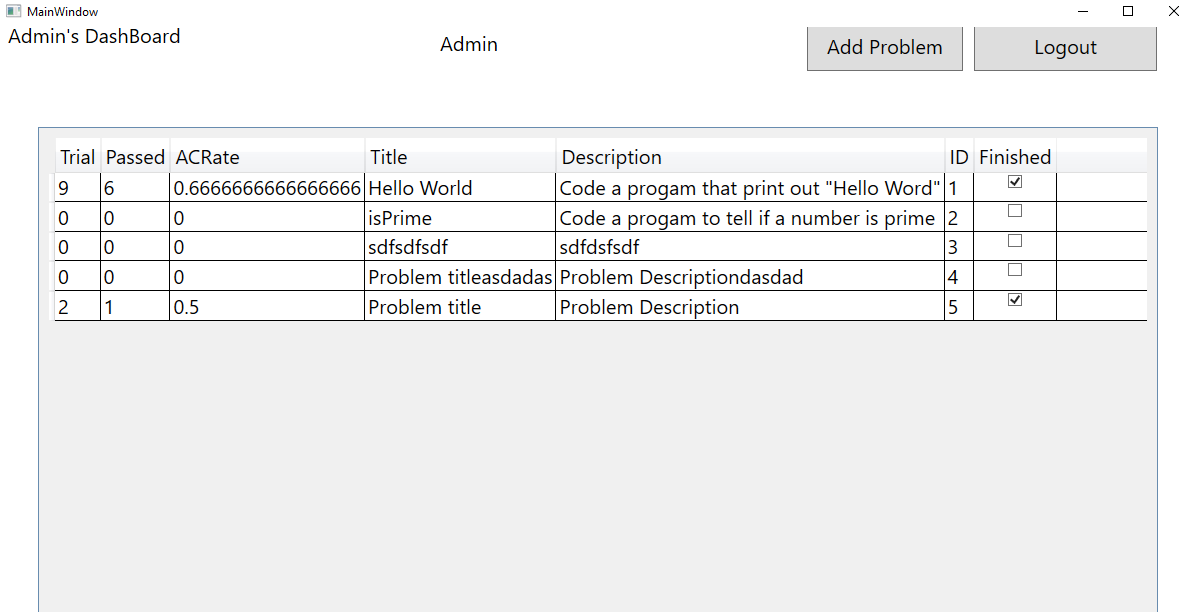 MainWindow
Admin's DashBoard
Admin
Add Problem
Logout
Trial Passed ACRate Title Description ID Finished
9 6 0.6666666666666666 Hello World Code a progam that print out "Hello Word" 1
0 0 0 isPrime Code a progam to tell if a number is prime 2
0 0 0 sdfsdfsdf sdfdsfsdf 3
0 0 0 Problem titleasdadas Problem Descriptiondasdad 4
2 1 0.5 Problem title Problem Description 5